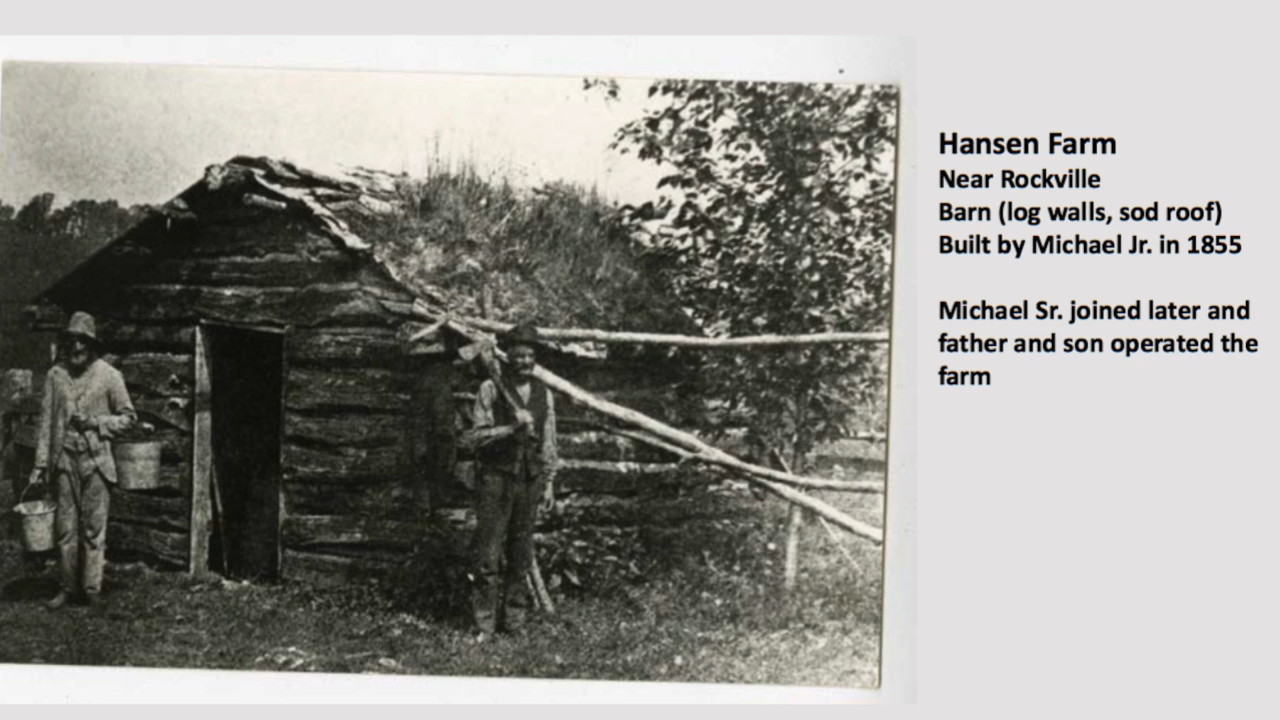 Hansen Farm
Near Rockville
Barn (log walls, sod roof)
Built by Michael Jr. in 1855
Michael Sr. joined later and
father and son operated the
farm